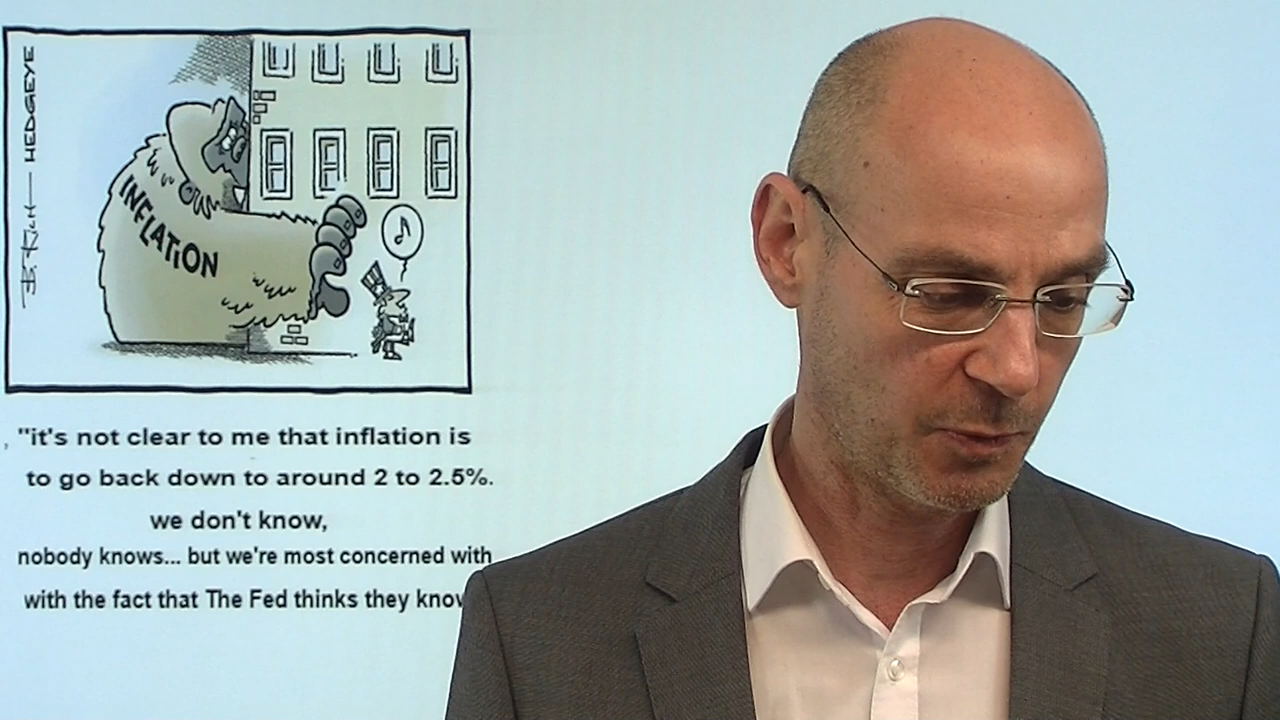 B. Rich — HEDGEYE
INFLATION
, "it's not clear to me that inflation is
to go back down to around 2 to 2.5%.
we don't know,
nobody knows... but we're most concerned with
with the fact that The Fed thinks they